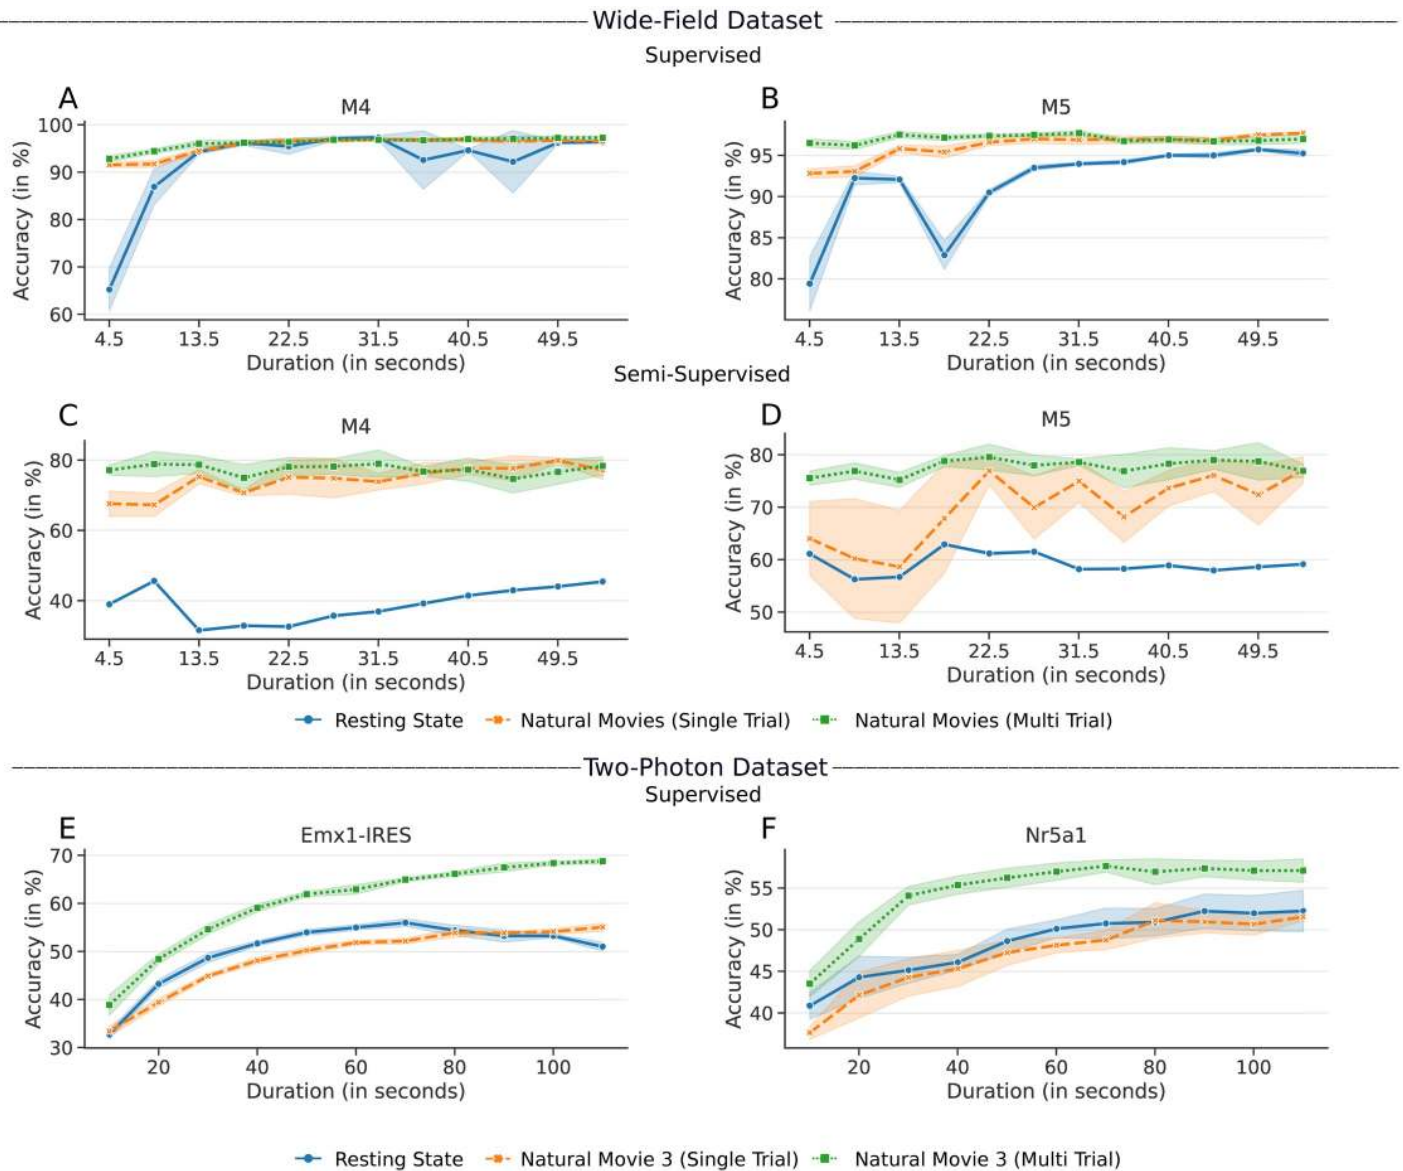 Wide-Field Dataset
Supervised
A
M4
Accuracy (in %)
100
90
80
70
60
4.5 13.5 22.5 31.5 40.5 49.5
Duration (in seconds)
B
M5
Accuracy (in %)
95
90
85
80
4.5 13.5 22.5 31.5 40.5 49.5
Duration (in seconds)
Semi-Supervised
C
M4
Accuracy (in %)
80
60
40
4.5 13.5 22.5 31.5 40.5 49.5
Duration (in seconds)
D
M5
Accuracy (in %)
80
70
60
50
4.5 13.5 22.5 31.5 40.5 49.5
Duration (in seconds)
Resting State Natural Movies (Single Trial) Natural Movies (Multi Trial)
Two-Photon Dataset
Supervised
E
Emx1-IRES
Accuracy (in %)
70
60
50
40
30
20 40 60 80 100
Duration (in seconds)
F
Nr5a1
Accuracy (in %)
55
50
45
40
20 40 60 80 100
Duration (in seconds)
Resting State Natural Movie 3 (Single Trial) Natural Movie 3 (Multi Trial)